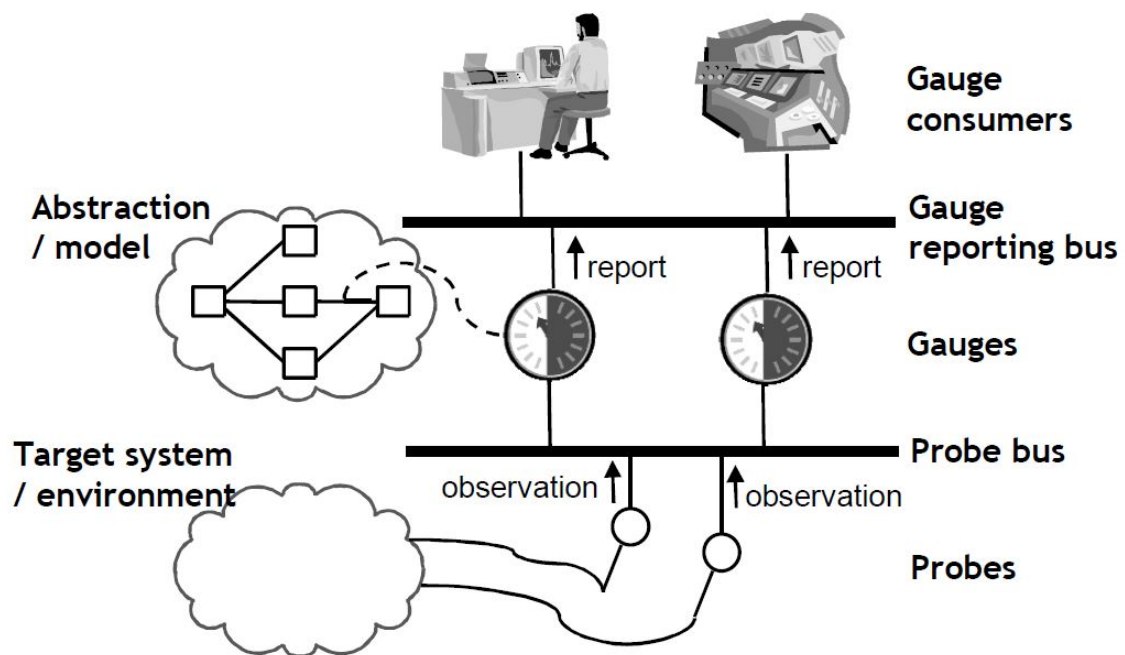 Gauge
consumers
Abstraction
/ model
Gauge
reporting bus
report
report
Gauges
Target system
/ environment
Probe bus
observation
observation
Probes